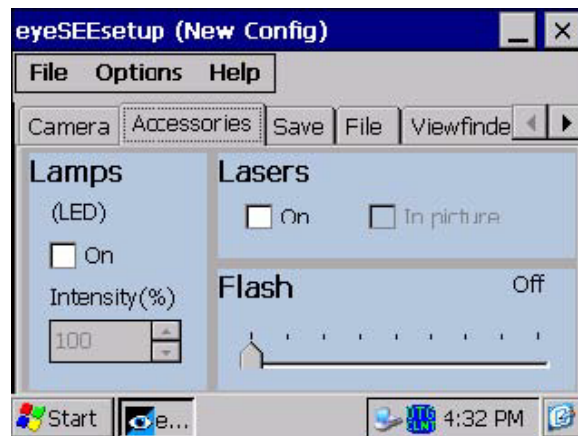 eyeSEEsetup (New Config)
File Options Help
Camera Accessories Save File Viewfinde
Lamps
(LED)
On
Intensity(%)
100
Lasers
On In picture
Flash Off
Start e... 4:32 PM